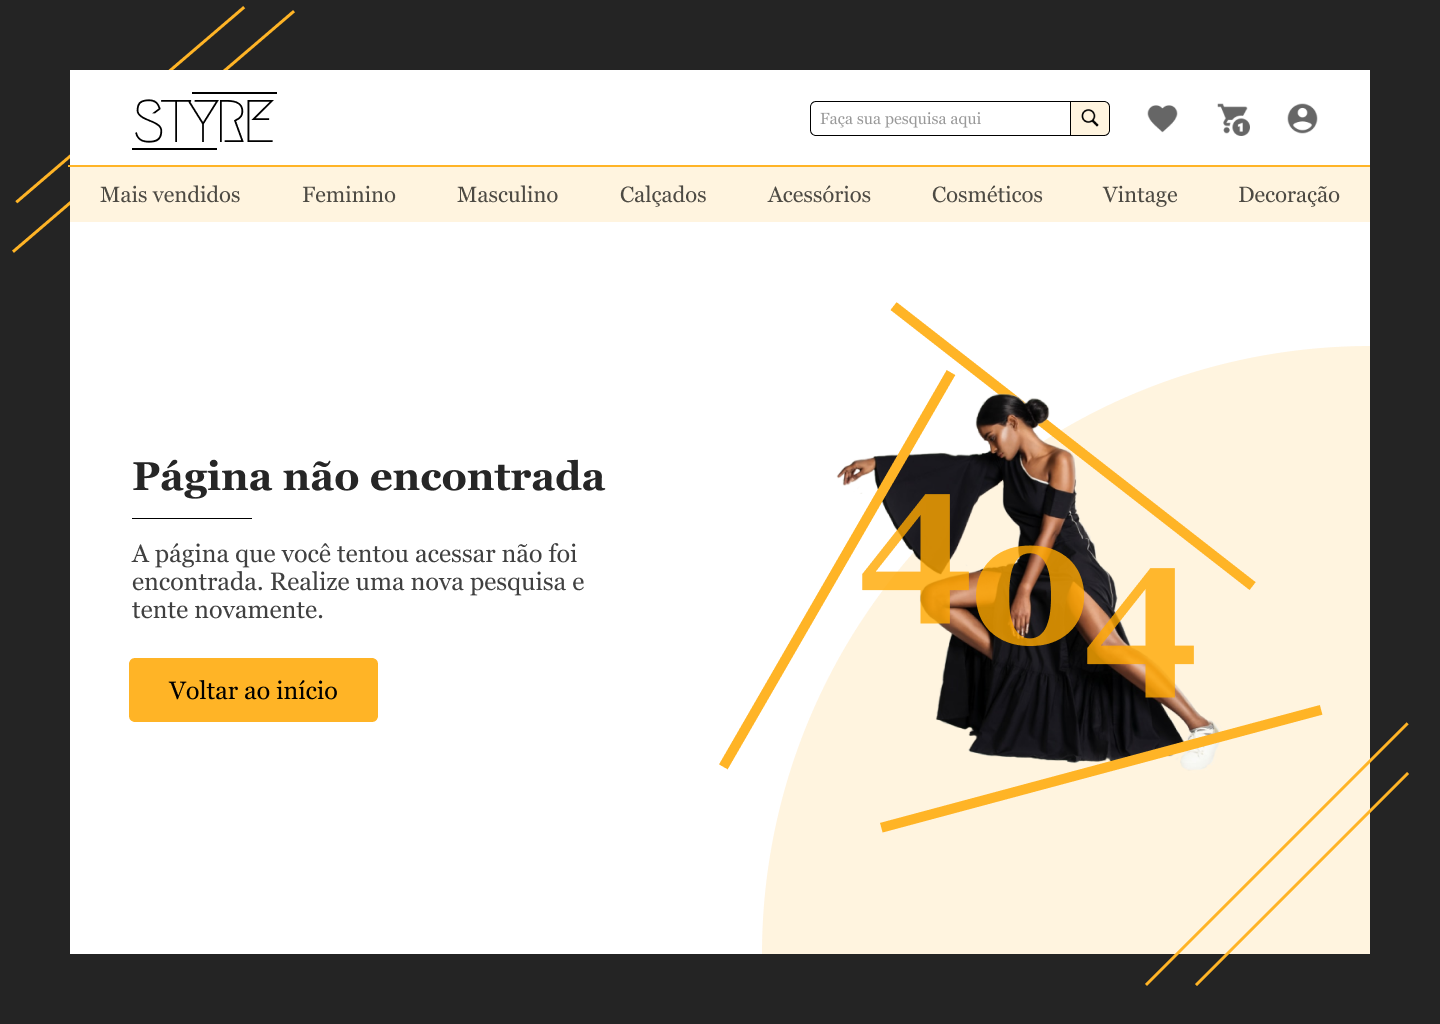 STYRE
Faça sua pesquisa aqui
1
Mais vendidos Feminino Masculino Calçados Acessórios Cosméticos Vintage Decoração
Página não encontrada
A página que você tentou acessar não foi
encontrada. Realize uma nova pesquisa e
tente novamente.
Voltar ao início
404